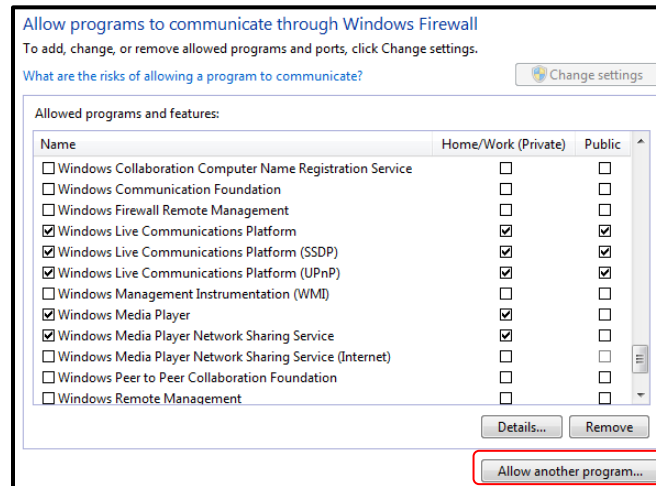 Allow programs to communicate through Windows Firewall
To add, change, or remove allowed programs and ports, click Change settings.
What are the risks of allowing a program to communicate? Change settings
Allowed programs and features:
Name Home/Work (Private) Public
Windows Collaboration Computer Name Registration Service
Windows Communication Foundation
Windows Firewall Remote Management
Windows Live Communications Platform
Windows Live Communications Platform (SSDP)
Windows Live Communications Platform (UPnP)
Windows Management Instrumentation (WMI)
Windows Media Player
Windows Media Player Network Sharing Service
Windows Media Player Network Sharing Service (Internet)
Windows Peer to Peer Collaboration Foundation
Windows Remote Management
Details... Remove
Allow another program...